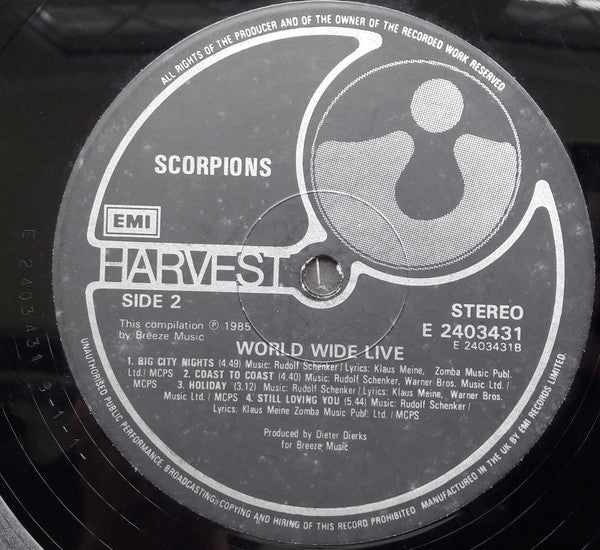 ALL RIGHTS OF THE PRODUCER AND OF THE OWNER OF THE RECORDED WORK RESERVED
SCORPIONS
EMI
HARVEST
SIDE 2
STEREO
E 2403431
E 2403431B
This compilation ℗ 1985
by Breeze Music
WORLD WIDE LIVE
1. BIG CITY NIGHTS (4.49) Music: Rudolf Schenker/Lyrics: Klaus Meine, Zomba Music Publ.
Ltd./MCPS 2. COAST TO COAST (4.40) Music: Rudolf Schenker, Warner Bros. Music Ltd./
MCPS 3. HOLIDAY (3.12) Music: Rudolf Schenker/Lyrics: Klaus Meine, Warner Bros.
Music Ltd./MCPS 4. STILL LOVING YOU (5.44) Music: Rudolf Schenker/
Lyrics: Klaus Meine Zomba Music Publ. Ltd./MCPS
Produced by Dieter Dierks
for Breeze Music
UNAUTHORISED PUBLIC PERFORMANCE, BROADCASTING, COPYING AND HIRING OF THIS RECORD PROHIBITED MANUFACTURED IN THE UK BY EMI RECORDS LIMITED.
E 2403431